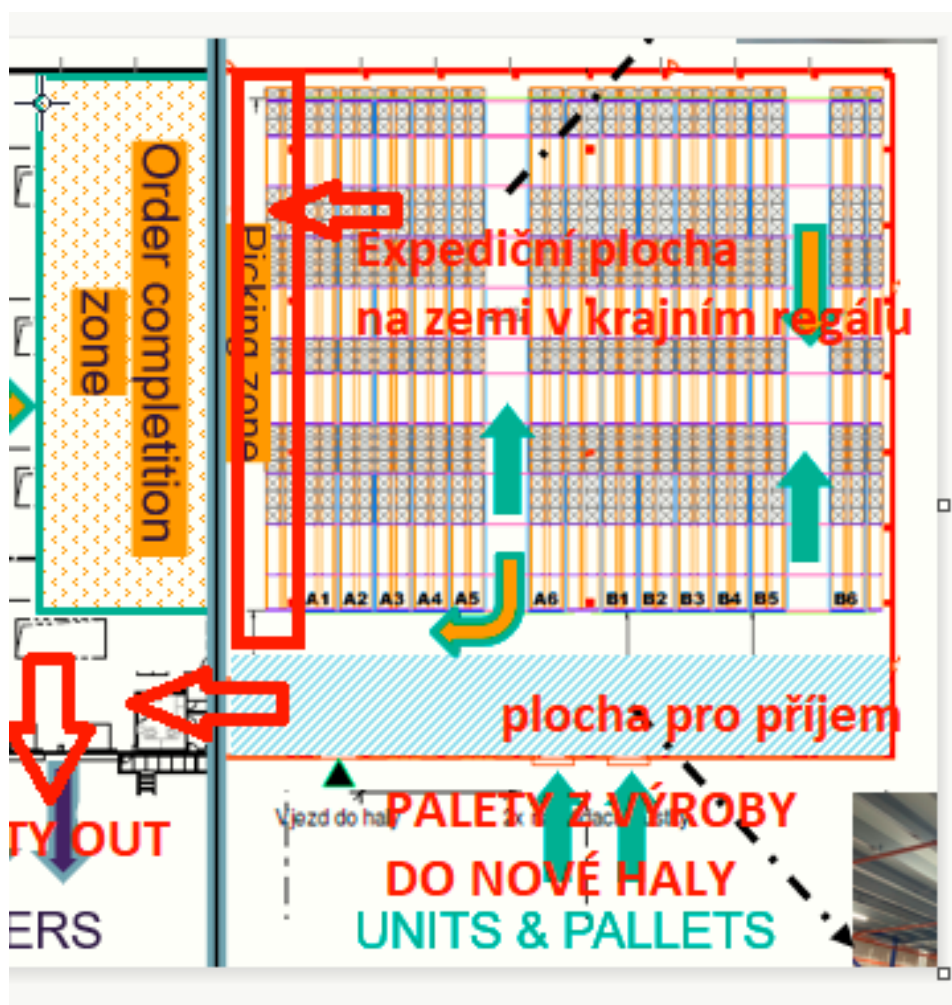 Order completition
zone
Picking zone
Expediční plocha
na zemi v krajním regálu
A1 A2 A3 A4 A5 A6 B1 B2 B3 B4 B5 B6
plocha pro příjem
Vjezd do haly
PALETY Z VÝROBY
DO NOVÉ HALY
TY OUT
ERS
UNITS & PALLETS